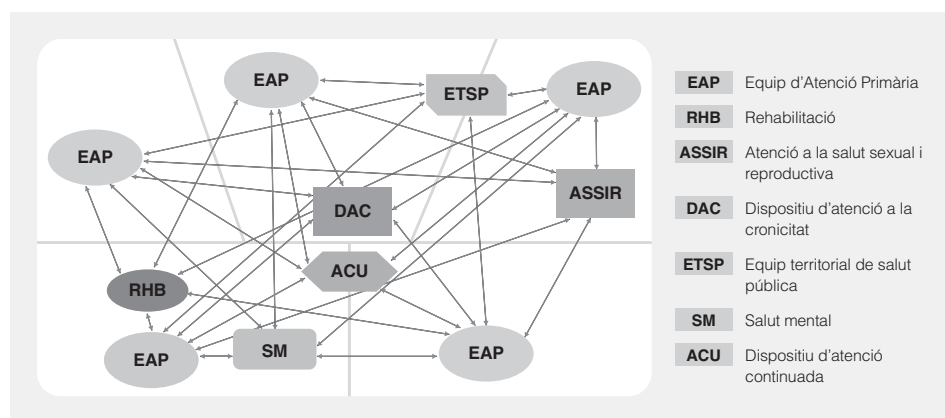 EAP
ETSP
EAP
EAP
ASSIR
DAC
ACU
RHB
EAP
SM
EAP
EAP Equip d'Atenció Primària
RHB Rehabilitació
ASSIR Atenció a la salut sexual i
reproductiva
DAC Dispositiu d'atenció a la
cronicitat
ETSP Equip territorial de salut
pública
SM Salut mental
ACU Dispositiu d'atenció
continuada